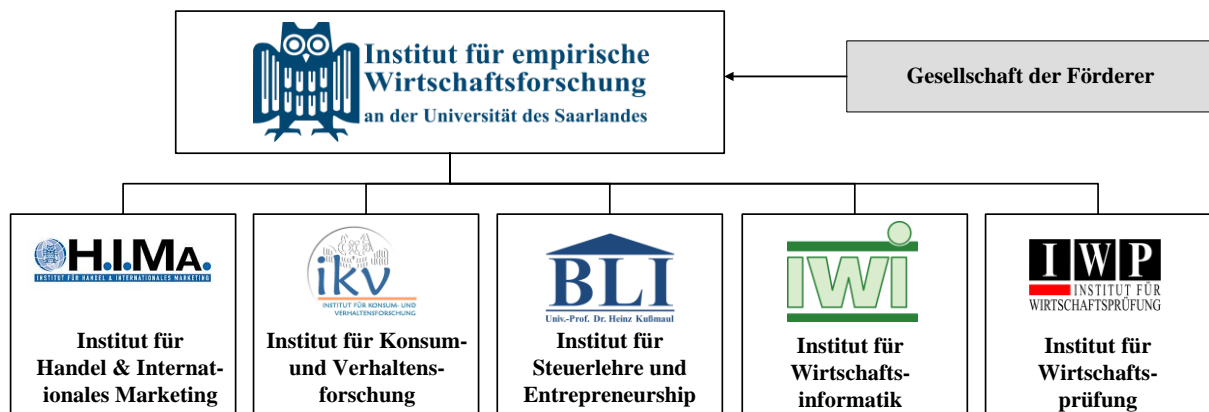 Institut für empirische
Wirtschaftsforschung
an der Universität des Saarlandes
Gesellschaft der Förderer
H.I.MA.
INSTITUT FÜR HANDEL & INTERNATIONALES MARKETING
Institut für
Handel & Internat-
ionales Marketing
ikv
INSTITUT FÜR KONSUM- UND
VERHALTENSFORSCHUNG
Institut für Konsum-
und Verhaltens-
forschung
BLI
Univ.-Prof. Dr. Heinz Kußmaul
Institut für
Steuerlehre und
Entrepreneurship
IWi
Institut für
Wirtschafts-
informatik
IWP
INSTITUT FÜR
WIRTSCHAFTSPRÜFUNG
Institut für
Wirtschafts-
prüfung